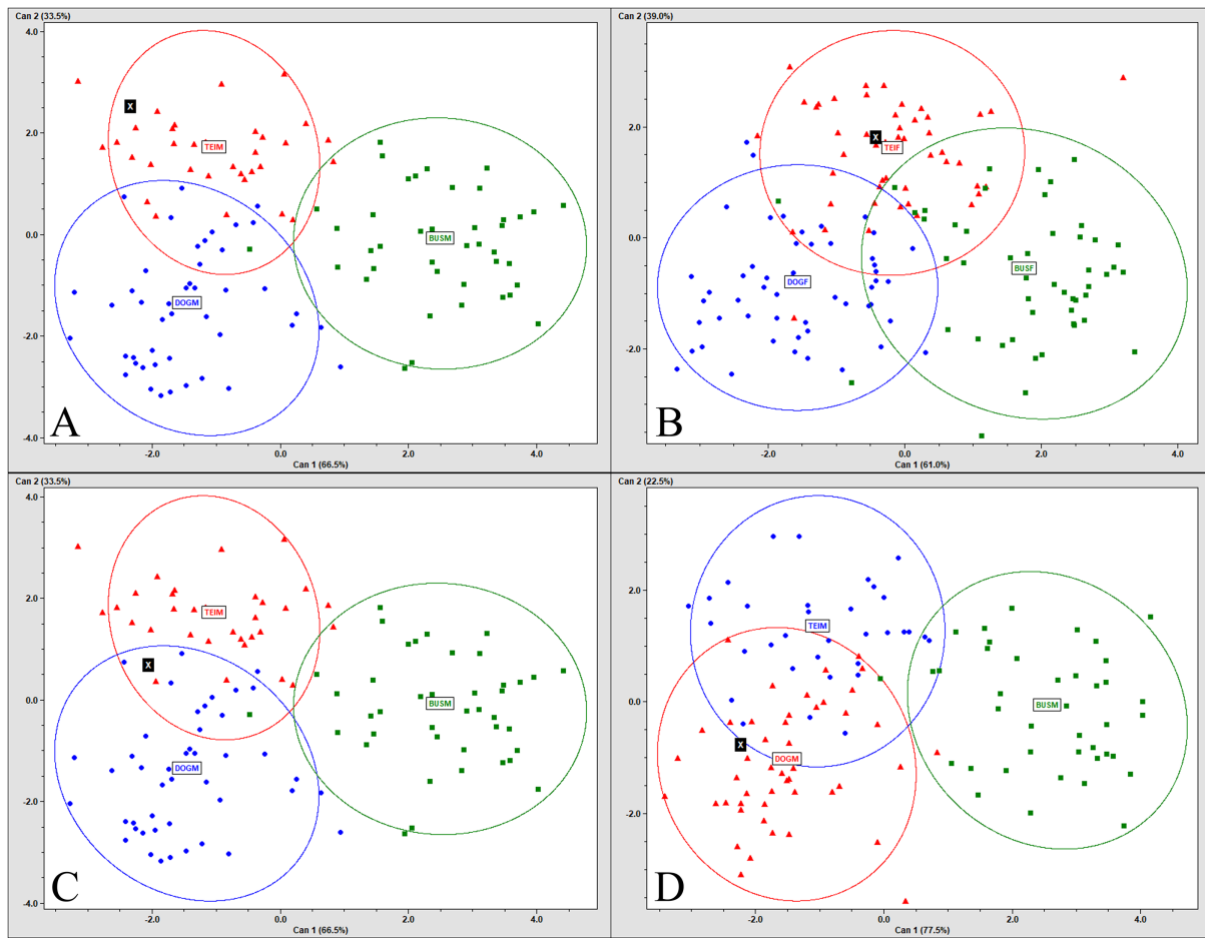 Can 2 (33.5%)
4.0
2.0
0.0
-2.0
-4.0
X
TEIM
BUSM
DOGM
A
-2.0
0.0
2.0
4.0
Can 1 (66.5%)
Can 2 (39.0%)
2.0
0.0
-2.0
X
TEIF
BUSF
DOGF
B
-2.0
0.0
2.0
4.0
Can 1 (61.0%)
Can 2 (33.5%)
4.0
2.0
0.0
-2.0
-4.0
TEIM
X
BUSM
DOGM
C
-2.0
0.0
2.0
4.0
Can 1 (66.5%)
Can 2 (22.5%)
2.0
0.0
-2.0
TEIM
BUSM
X
DOGM
D
-2.0
0.0
2.0
4.0
Can 1 (77.5%)